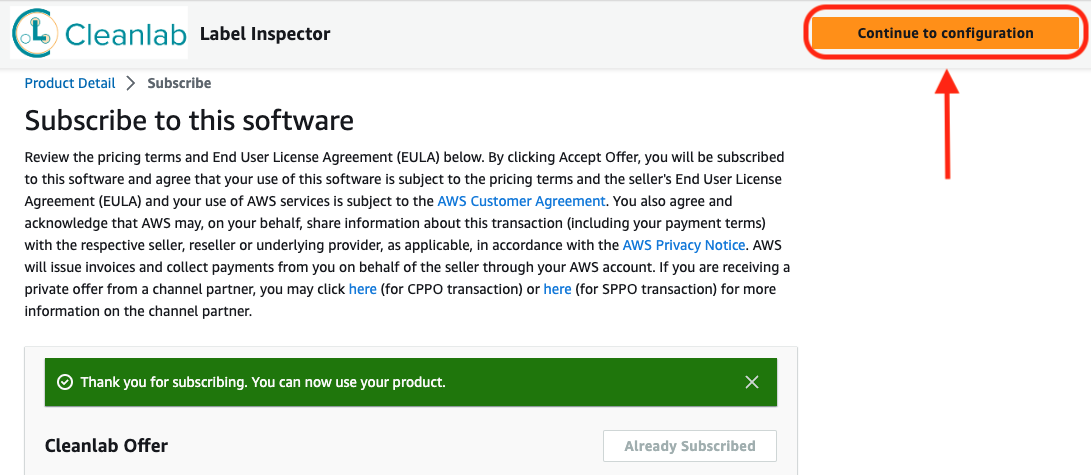 Cleanlab Label Inspector
Continue to configuration
Product Detail > Subscribe
Subscribe to this software
Review the pricing terms and End User License Agreement (EULA) below. By clicking Accept Offer, you will be subscribed
to this software and agree that your use of this software is subject to the pricing terms and the seller's End User License
Agreement (EULA) and your use of AWS services is subject to the AWS Customer Agreement. You also agree and
acknowledge that AWS may, on your behalf, share information about this transaction (including your payment terms)
with the respective seller, reseller or underlying provider, as applicable, in accordance with the AWS Privacy Notice. AWS
will issue invoices and collect payments from you on behalf of the seller through your AWS account. If you are receiving a
private offer from a channel partner, you may click here (for CPPO transaction) or here (for SPPO transaction) for more
information on the channel partner.
Thank you for subscribing. You can now use your product.
Cleanlab Offer
Already Subscribed